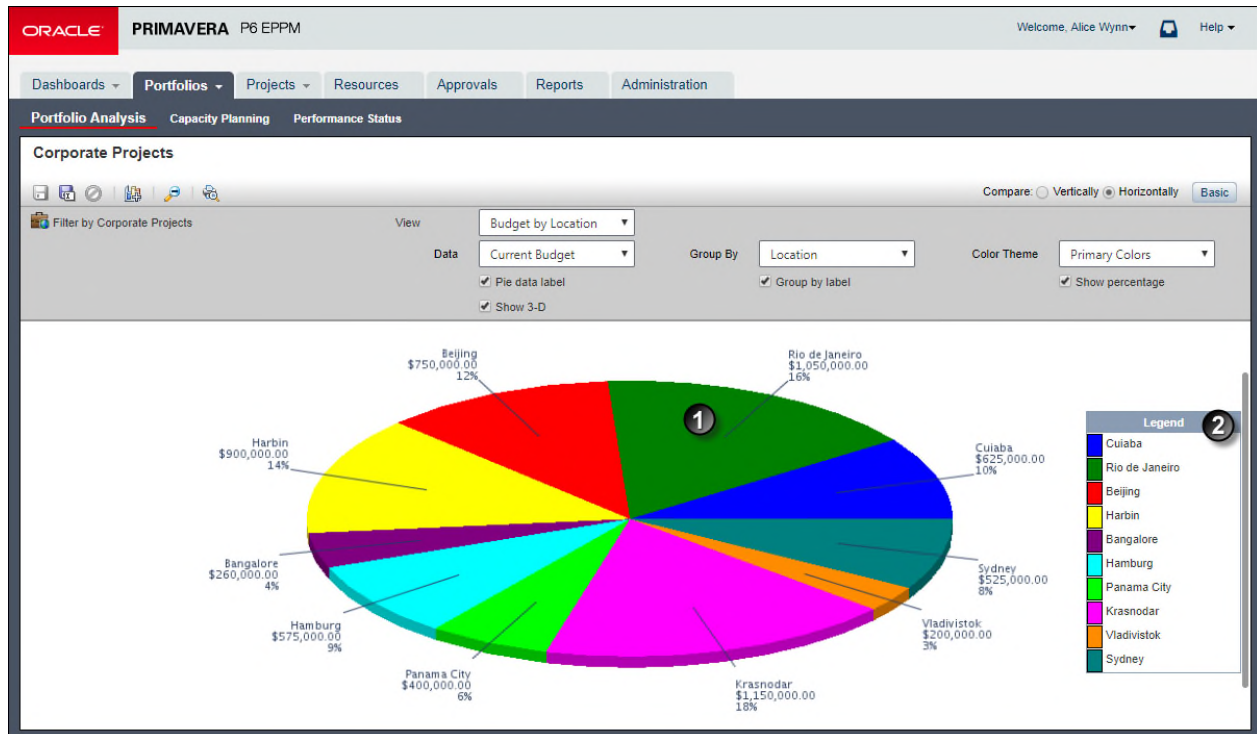 ORACLE PRIMAVERA P6 EPPM Welcome, Alice Wynn Help
Dashboards Portfolios Projects Resources Approvals Reports Administration
Portfolio Analysis Capacity Planning Performance Status
Corporate Projects
Compare: Vertically Horizontally Basic
Filter by Corporate Projects View Budget by Location
Data Current Budget Group By Location Color Theme Primary Colors
Pie data label Group by label Show percentage
Show 3-D
Beijing
$750,000.00
12%
Rio de Janeiro
$1,050,000.00
16%
1
Harbin
$900,000.00
14%
Cuiaba
$625,000.00
10%
Bangalore
$260,000.00
4%
Sydney
$525,000.00
8%
Hamburg
$575,000.00
9%
Vladivistok
$200,000.00
3%
Panama City
$400,000.00
6%
Krasnodar
$1,150,000.00
18%
Legend
2
Cuiaba
Rio de Janeiro
Beijing
Harbin
Bangalore
Hamburg
Panama City
Krasnodar
Vladivistok
Sydney